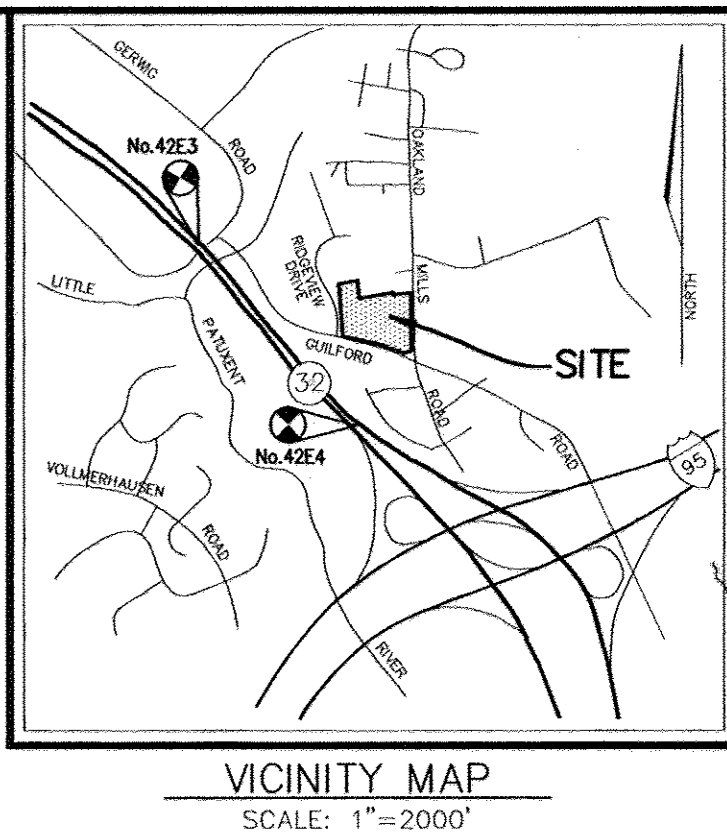 GERWIG
ROAD
No.42E3
OAKLAND
MILLS
ROAD
RIDGEVIEW
DRIVE
LITTLE
PATUXENT
RIVER
GUILFORD
ROAD
NORTH
SITE
32
No.42E4
VOLLMERHAUSEN
ROAD
95
VICINITY MAP
SCALE: 1"=2000'